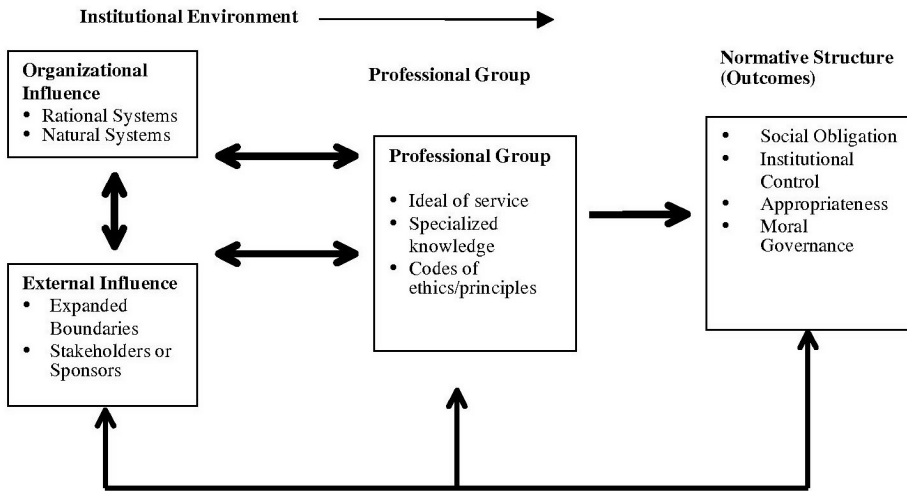 Institutional Environment
Organizational
Influence
• Rational Systems
• Natural Systems
External Influence
• Expanded
Boundaries
• Stakeholders or
Sponsors
Professional Group
Professional Group
• Ideal of service
• Specialized
knowledge
• Codes of
ethics/principles
Normative Structure
(Outcomes)
• Social Obligation
• Institutional
Control
• Appropriateness
• Moral
Governance